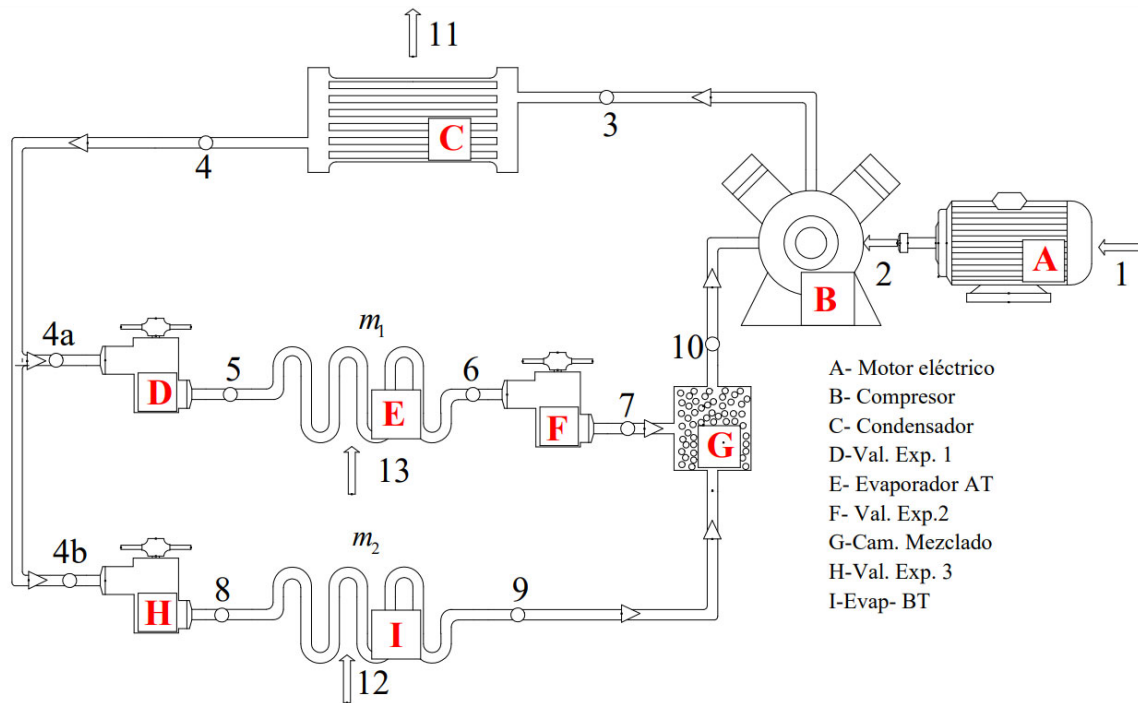 11
3
4
C
A
1
2
B
4a
m₁
10
5
6
D
E
7
F
G
13
A- Motor eléctrico
B- Compresor
C- Condensador
D-Val. Exp. 1
E- Evaporador AT
F- Val. Exp.2
G-Cam. Mezclado
H-Val. Exp. 3
I-Evap- BT
4b
m₂
8
9
H
I
12